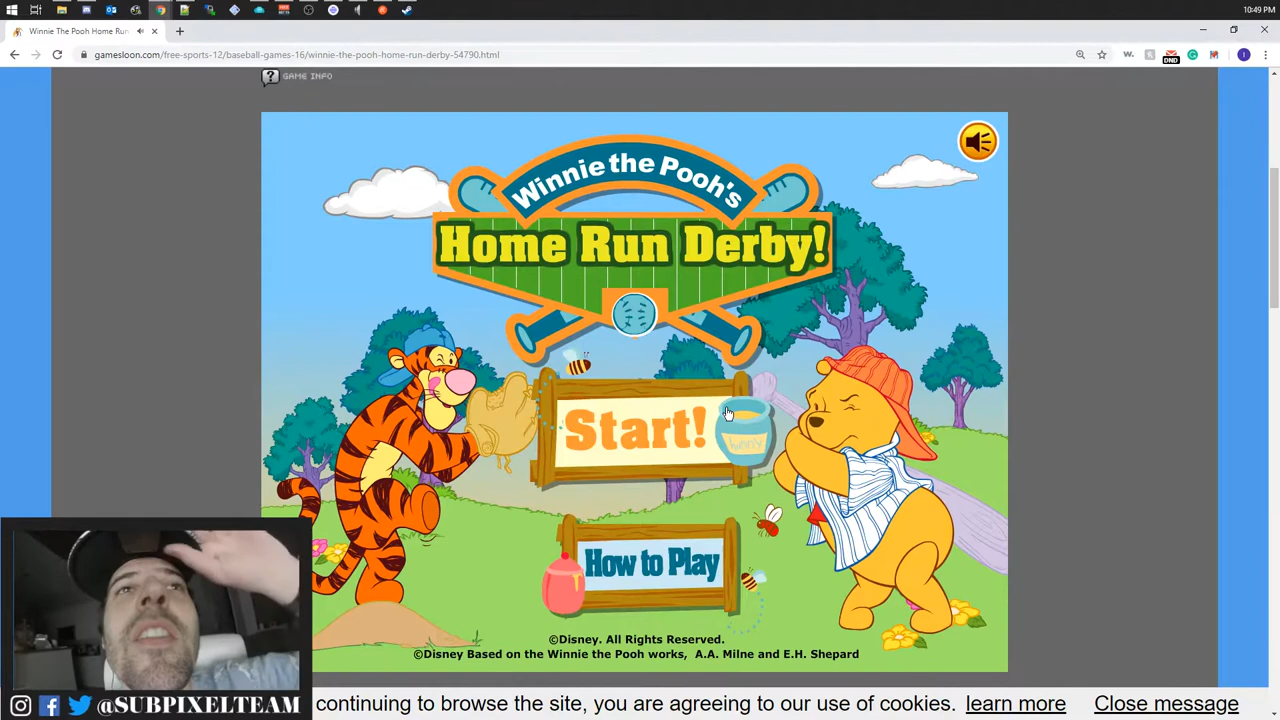 10:49 PM
Winnie The Pooh Home Run
gamesloon.com/free-sports-12/baseball-games-16/winnie-the-pooh-home-run-derby-54790.html
W.
DND
I
? GAME INFO
Winnie the Pooh's
Home Run Derby!
Start!
hunny
How to Play
©Disney. All Rights Reserved.
©Disney Based on the Winnie the Pooh works, A.A. Milne and E.H. Shepard
@SUBPIXELTEAM
continuing to browse the site, you are agreeing to our use of cookies. learn more Close message